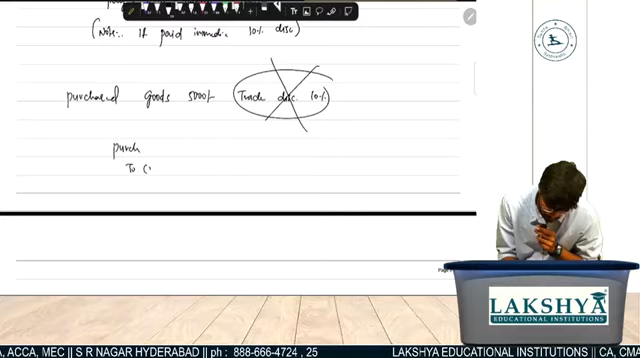 (Note:. If paid immedie 10% disc)
purchased goods 5000/- Trade disc. 10%
purch
To C
LAKSHYA
EDUCATIONAL INSTITUTIONS
A, ACCA, MEC || S R NAGAR HYDERABAD || ph : 888-666-4724 , 25
LAKSHYA EDUCATIONAL INSTITUTIONS || CA, CMA